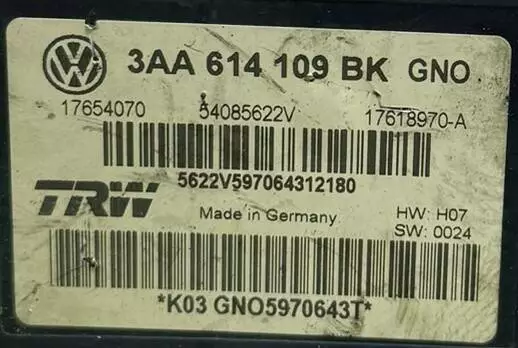 3AA 614 109 BK GNO
17654070 54085622V 17618970-A
5622V597064312180
TRW
Made in Germany
HW: H07
SW: 0024
*K03 GNO5970643T*